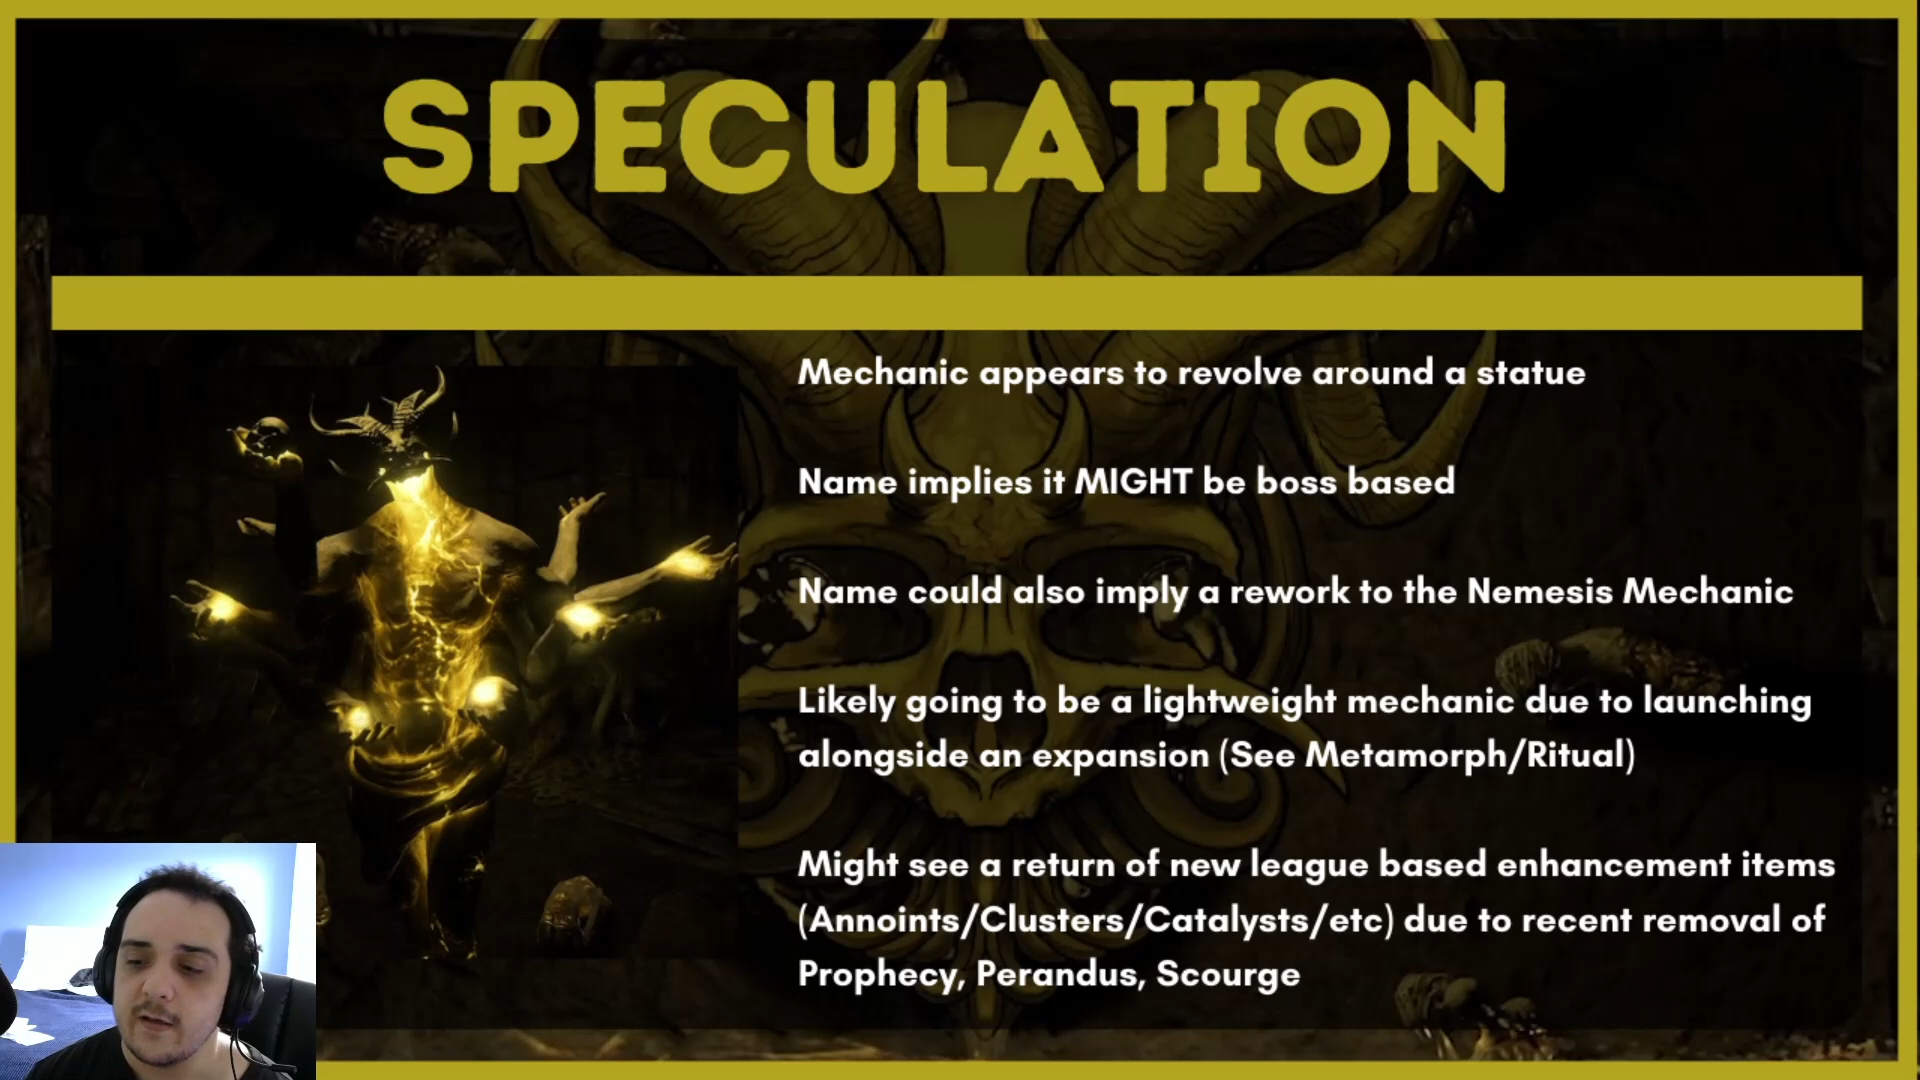 SPECULATION
Mechanic appears to revolve around a statue
Name implies it MIGHT be boss based
Name could also imply a rework to the Nemesis Mechanic
Likely going to be a lightweight mechanic due to launching
alongside an expansion (See Metamorph/Ritual)
Might see a return of new league based enhancement items
(Annoints/Clusters/Catalysts/etc) due to recent removal of
Prophecy, Perandus, Scourge